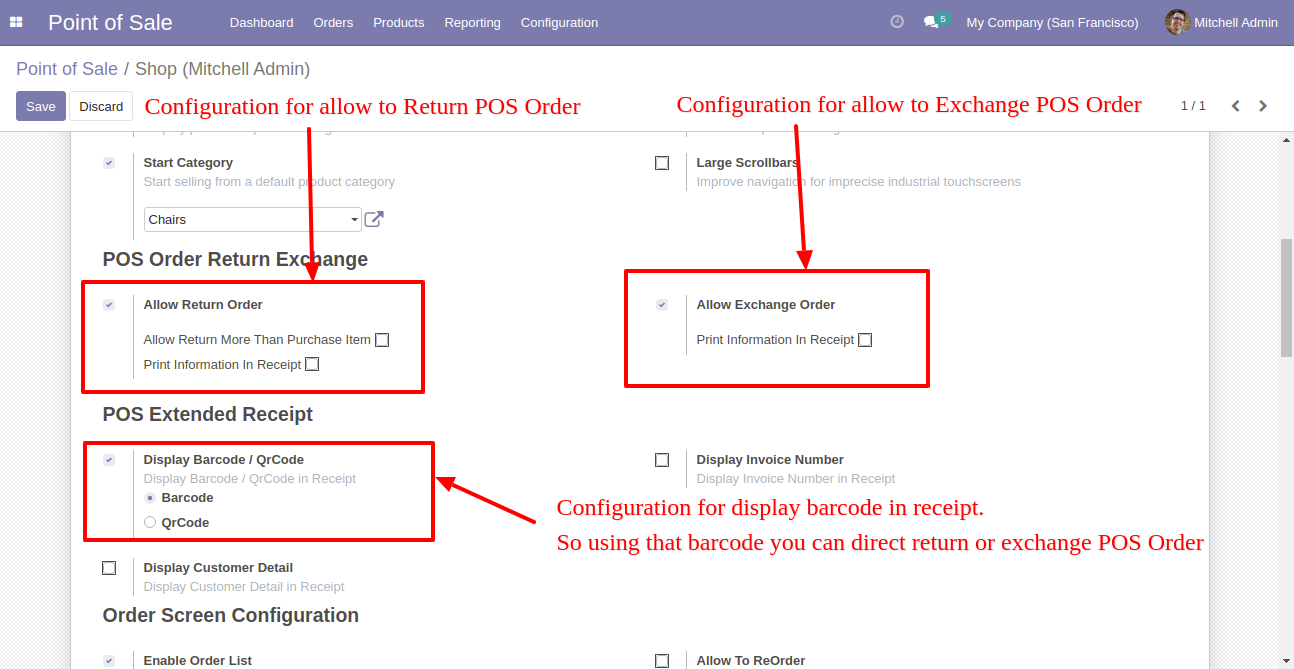 Point of Sale Dashboard Orders Products Reporting Configuration 5 My Company (San Francisco) Mitchell Admin
Point of Sale / Shop (Mitchell Admin)
Save Discard Configuration for allow to Return POS Order Configuration for allow to Exchange POS Order 1 / 1
Start Category Large Scrollbars
Start selling from a default product category Improve navigation for imprecise industrial touchscreens
Chairs
POS Order Return Exchange
Allow Return Order Allow Exchange Order
Allow Return More Than Purchase Item Print Information In Receipt
Print Information In Receipt
POS Extended Receipt
Display Barcode / QrCode Display Invoice Number
Display Barcode / QrCode in Receipt Display Invoice Number in Receipt
Barcode
Configuration for display barcode in receipt.
QrCode
So using that barcode you can direct return or exchange POS Order
Display Customer Detail
Display Customer Detail in Receipt
Order Screen Configuration
Enable Order List Allow To ReOrder